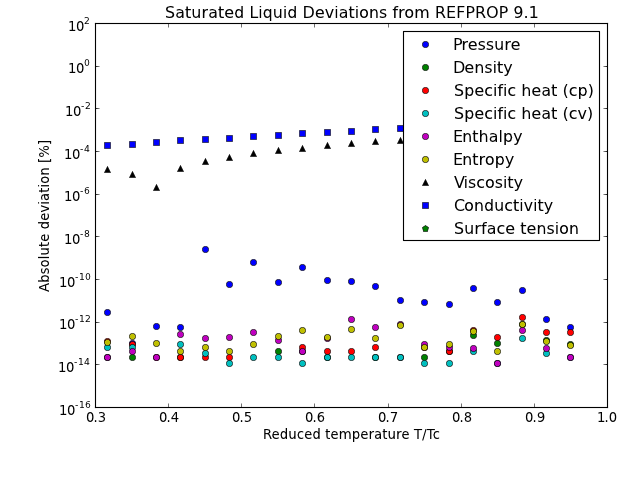 Saturated Liquid Deviations from REFPROP 9.1
10^2
10^0
10^-2
10^-4
10^-6
10^-8
10^-10
10^-12
10^-14
10^-16
Absolute deviation [%]
Pressure
Density
Specific heat (cp)
Specific heat (cv)
Enthalpy
Entropy
Viscosity
Conductivity
Surface tension
0.3 0.4 0.5 0.6 0.7 0.8 0.9 1.0
Reduced temperature T/Tc